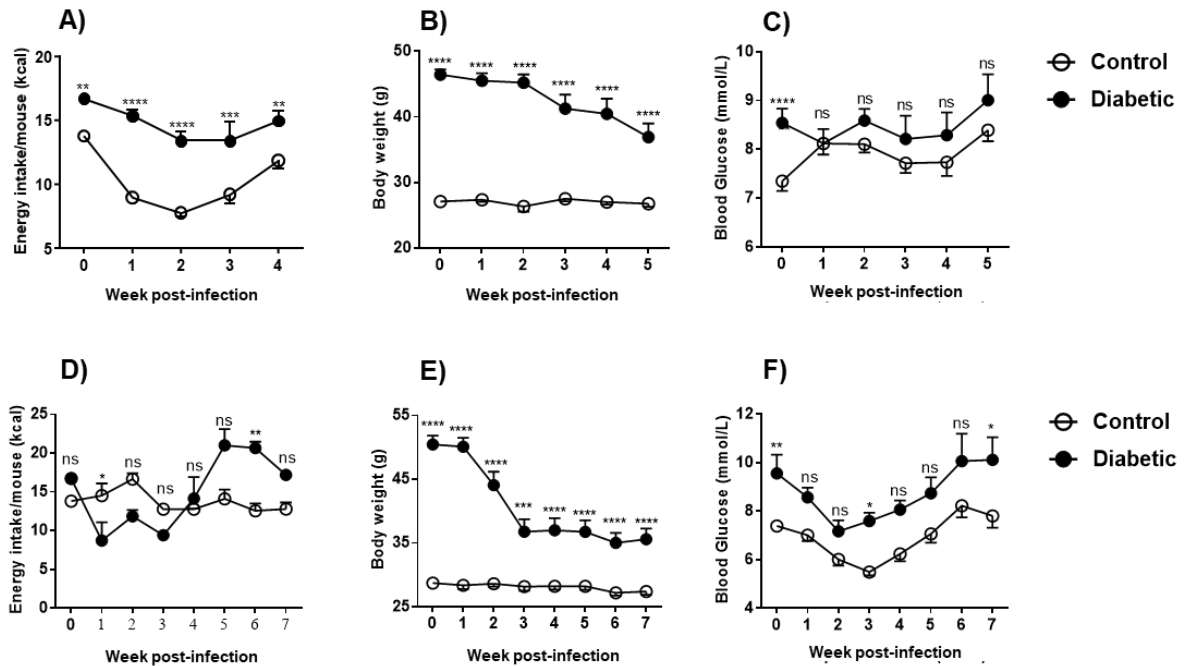 A)
Energy intake/mouse (kcal)
20
15
10
5
** **** **** *** **
0 1 2 3 4
Week post-infection
B)
Body weight (g)
50
40
30
20
**** **** **** **** **** ****
0 1 2 3 4 5
Week post-infection
C)
Blood Glucose (mmol/L)
10
9
8
7
6
**** ns ns ns ns ns
0 1 2 3 4 5
Week post-infection
Control
Diabetic
D)
Energy intake/mouse (kcal)
25
20
15
10
5
0
ns * ns ns ns ns ** ns
0 1 2 3 4 5 6 7
Week post-infection
E)
Body weight (g)
55
45
35
25
**** **** **** *** **** **** **** ****
0 1 2 3 4 5 6 7
Week post-infection
F)
Blood Glucose (mmol/L)
12
10
8
6
4
** ns ns * ns ns ns *
0 1 2 3 4 5 6 7
Week post-infection
Control
Diabetic